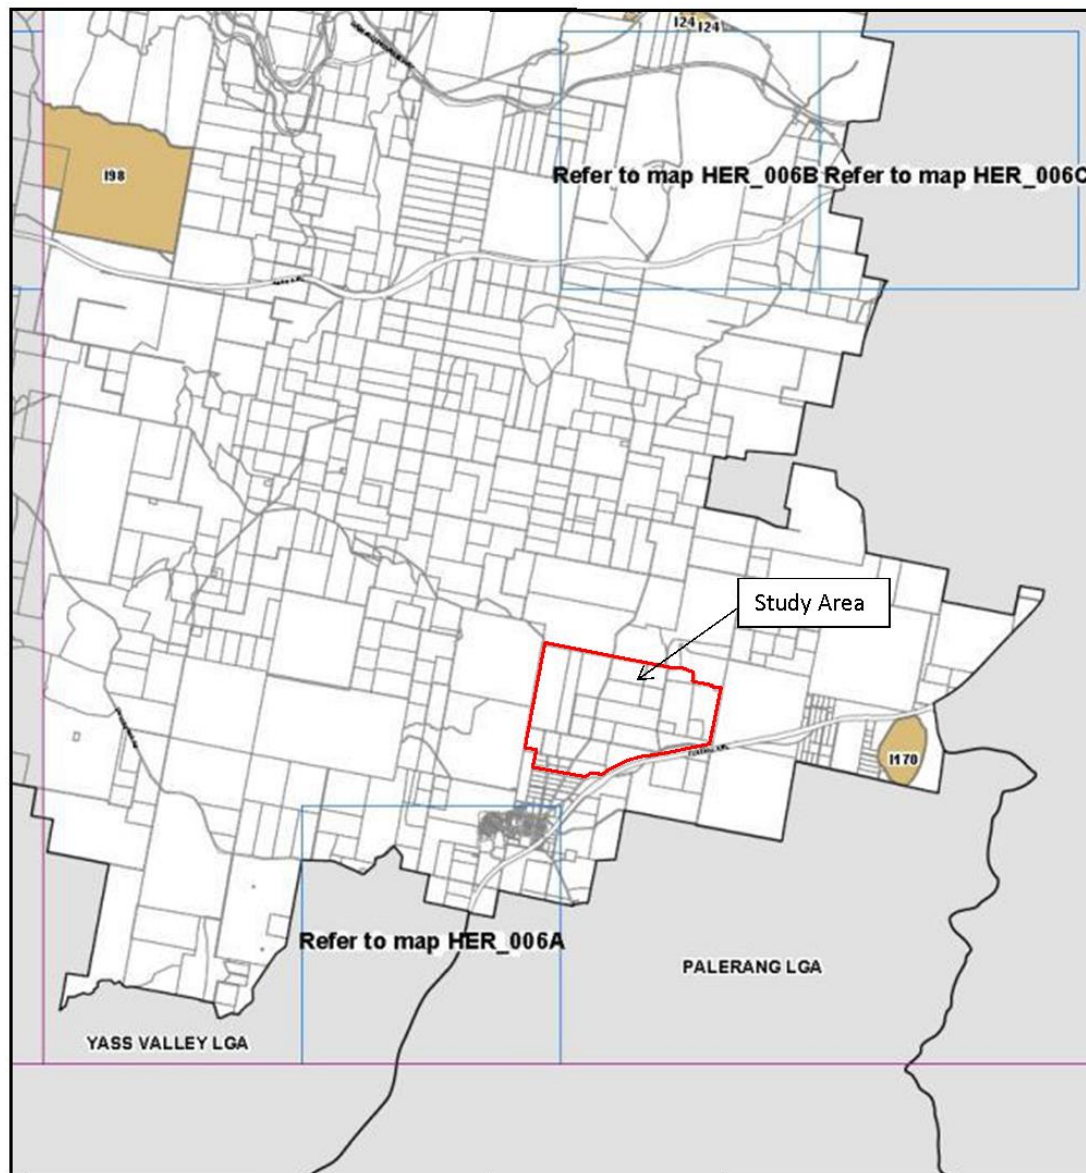 I24 I24
Refer to map HER_006B Refer to map HER_006C
I98
Study Area
I170
Refer to map HER_006A
PALERANG LGA
YASS VALLEY LGA